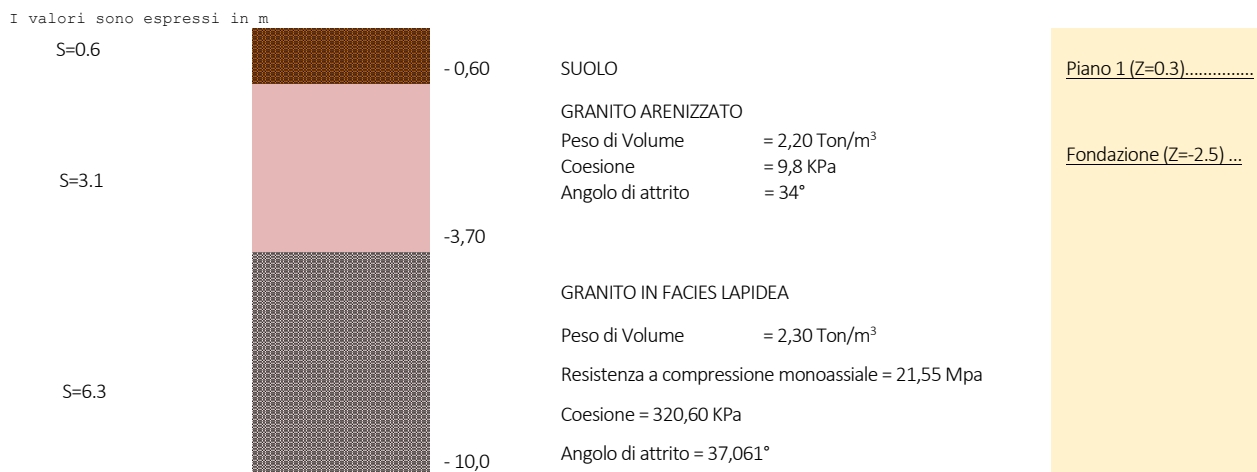 I valori sono espressi in m
S=0.6
- 0,60
SUOLO
Piano 1 (Z=0.3)...............
GRANITO ARENIZZATO
Peso di Volume = 2,20 Ton/m³
Fondazione (Z=-2.5) ...
Coesione = 9,8 KPa
S=3.1
Angolo di attrito = 34°
-3,70
GRANITO IN FACIES LAPIDEA
Peso di Volume = 2,30 Ton/m³
Resistenza a compressione monoassiale = 21,55 Mpa
S=6.3
Coesione = 320,60 KPa
Angolo di attrito = 37,061°
- 10,0